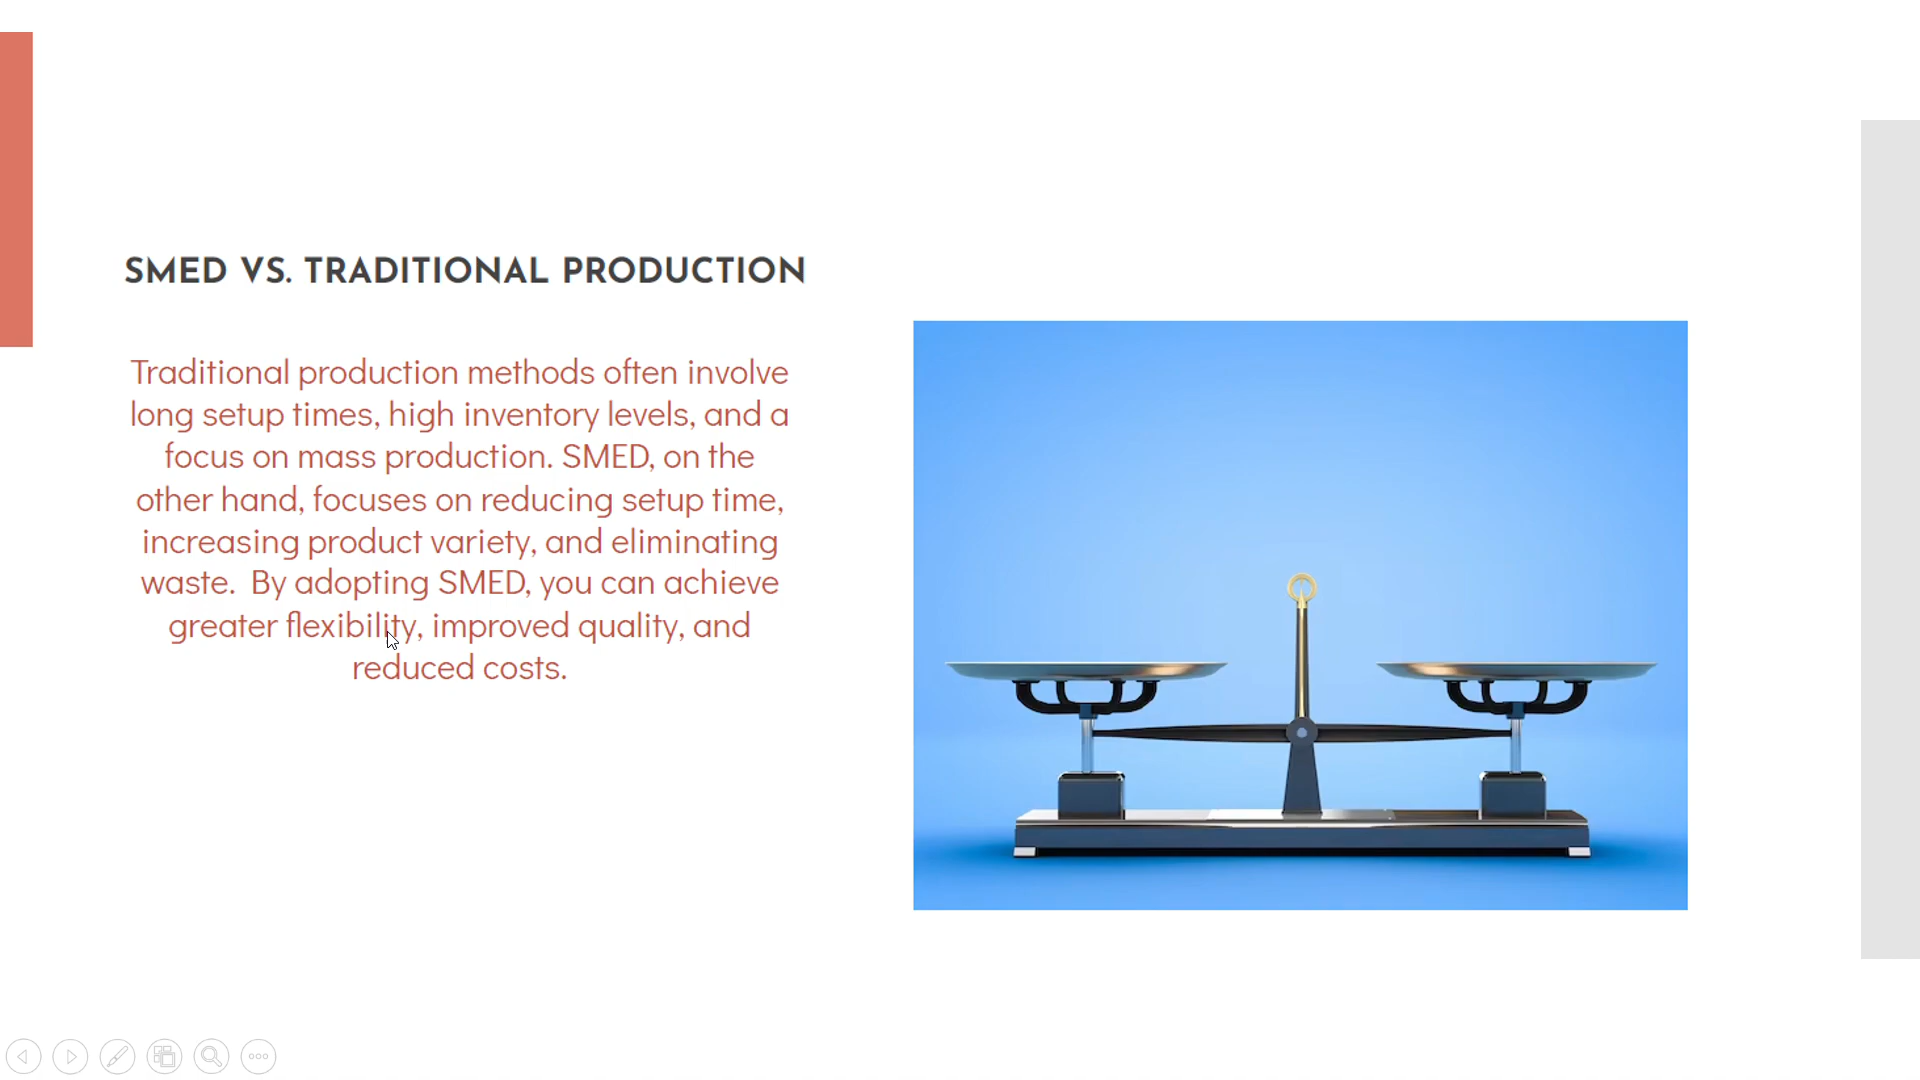 SMED VS. TRADITIONAL PRODUCTION
Traditional production methods often involve
long setup times, high inventory levels, and a
focus on mass production. SMED, on the
other hand, focuses on reducing setup time,
increasing product variety, and eliminating
waste.  By adopting SMED, you can achieve
greater flexibility, improved quality, and
reduced costs.